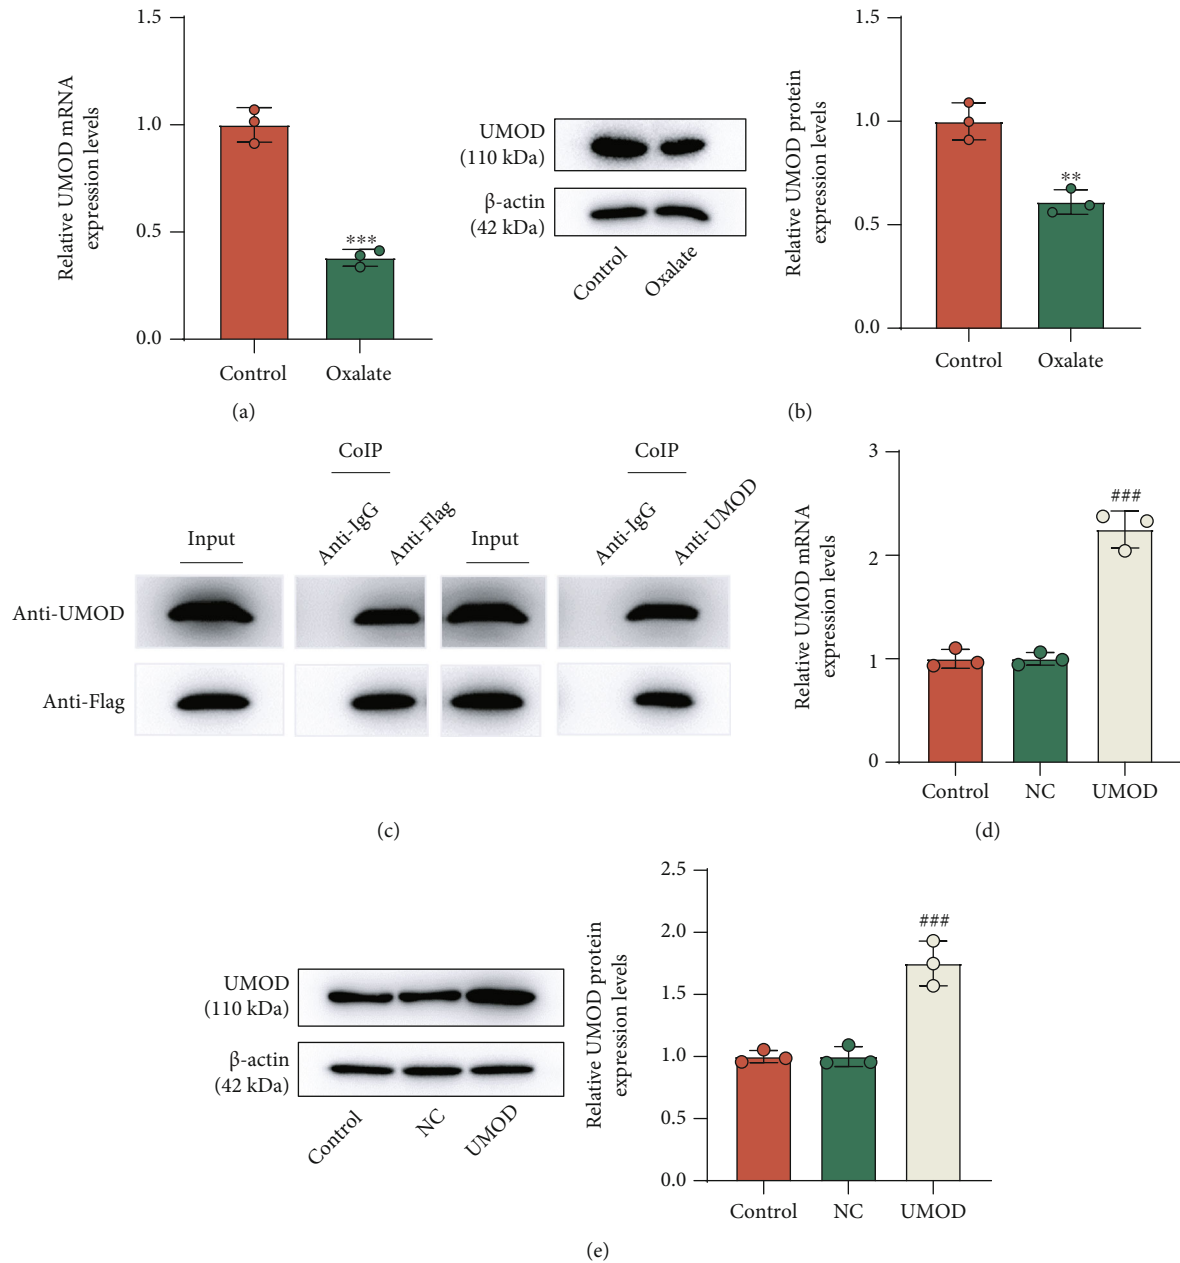 Relative UMOD mRNA
expression levels
1.5
1.0
0.5
0.0
***
Control
Oxalate
(a)
UMOD
(110 kDa)
β-actin
(42 kDa)
Control
Oxalate
Relative UMOD protein
expression levels
1.5
1.0
0.5
0.0
**
Control
Oxalate
(b)
CoIP
CoIP
Input
Anti-IgG
Anti-Flag
Input
Anti-IgG
Anti-UMOD
Anti-UMOD
Anti-Flag
(c)
Relative UMOD mRNA
expression levels
3
2
1
0
###
Control
NC
UMOD
(d)
UMOD
(110 kDa)
β-actin
(42 kDa)
Control
NC
UMOD
Relative UMOD protein
expression levels
2.5
2.0
1.5
1.0
0.5
0.0
###
Control
NC
UMOD
(e)